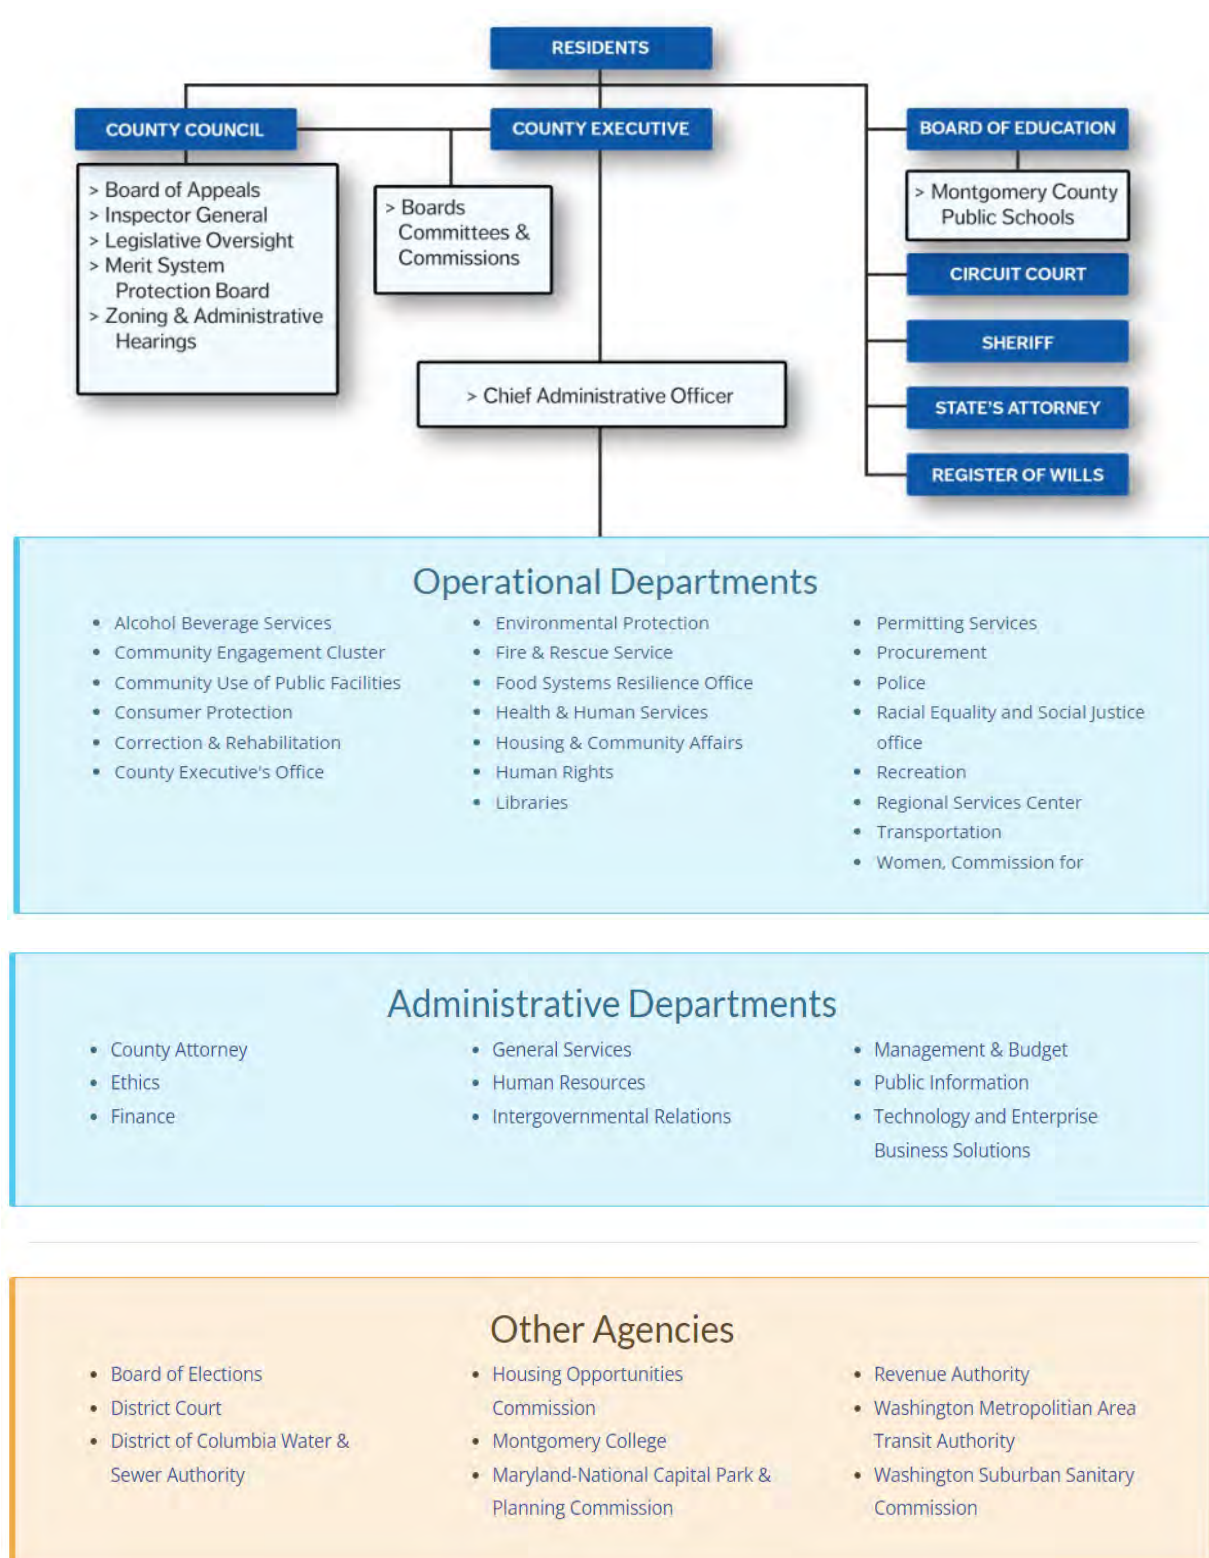 RESIDENTS
COUNTY COUNCIL
> Board of Appeals
> Inspector General
> Legislative Oversight
> Merit System
Protection Board
> Zoning & Administrative
Hearings
COUNTY EXECUTIVE
> Boards
Committees &
Commissions
> Chief Administrative Officer
BOARD OF EDUCATION
> Montgomery County
Public Schools
CIRCUIT COURT
SHERIFF
STATE'S ATTORNEY
REGISTER OF WILLS
Operational Departments
• Alcohol Beverage Services
• Community Engagement Cluster
• Community Use of Public Facilities
• Consumer Protection
• Correction & Rehabilitation
• County Executive's Office
• Environmental Protection
• Fire & Rescue Service
• Food Systems Resilience Office
• Health & Human Services
• Housing & Community Affairs
• Human Rights
• Libraries
• Permitting Services
• Procurement
• Police
• Racial Equality and Social Justice
office
• Recreation
• Regional Services Center
• Transportation
• Women, Commission for
Administrative Departments
• County Attorney
• Ethics
• Finance
• General Services
• Human Resources
• Intergovernmental Relations
• Management & Budget
• Public Information
• Technology and Enterprise
Business Solutions
Other Agencies
• Board of Elections
• District Court
• District of Columbia Water &
Sewer Authority
• Housing Opportunities
Commission
• Montgomery College
• Maryland-National Capital Park &
Planning Commission
• Revenue Authority
• Washington Metropolitian Area
Transit Authority
• Washington Suburban Sanitary
Commission